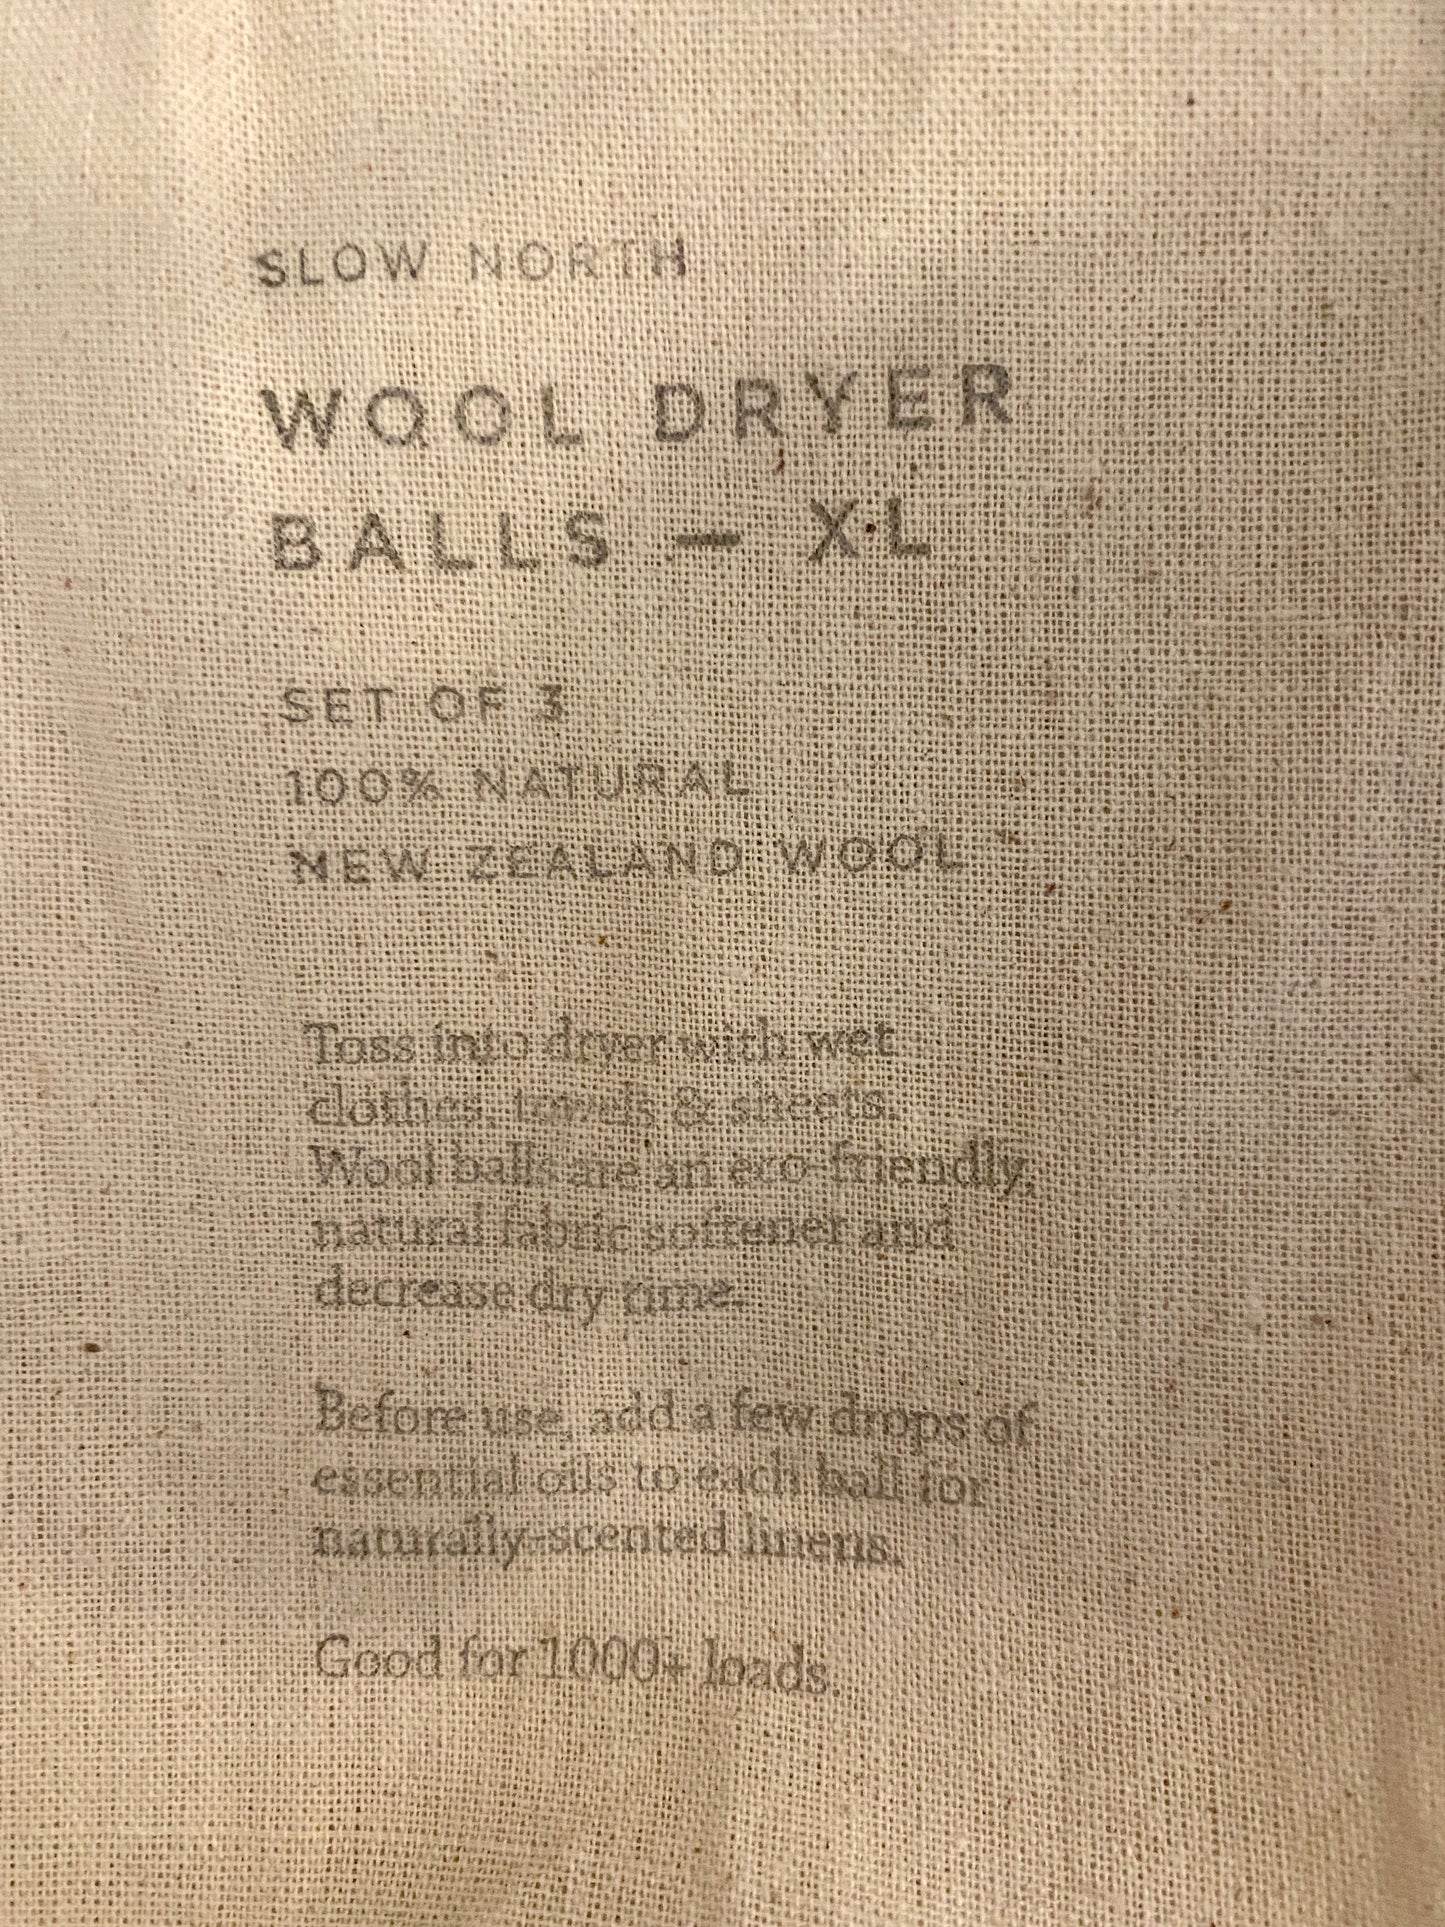 SLOW NORTH
WOOL DRYER
BALLS — XL
SET OF 3
100% NATURAL
NEW ZEALAND WOOL
Toss into dryer with wet
clothes, towels & sheets.
Wool balls are an eco-friendly,
natural fabric softener and
decrease dry time.
Before use, add a few drops of
essential oils to each ball for
naturally-scented linens.
Good for 1000+ loads.